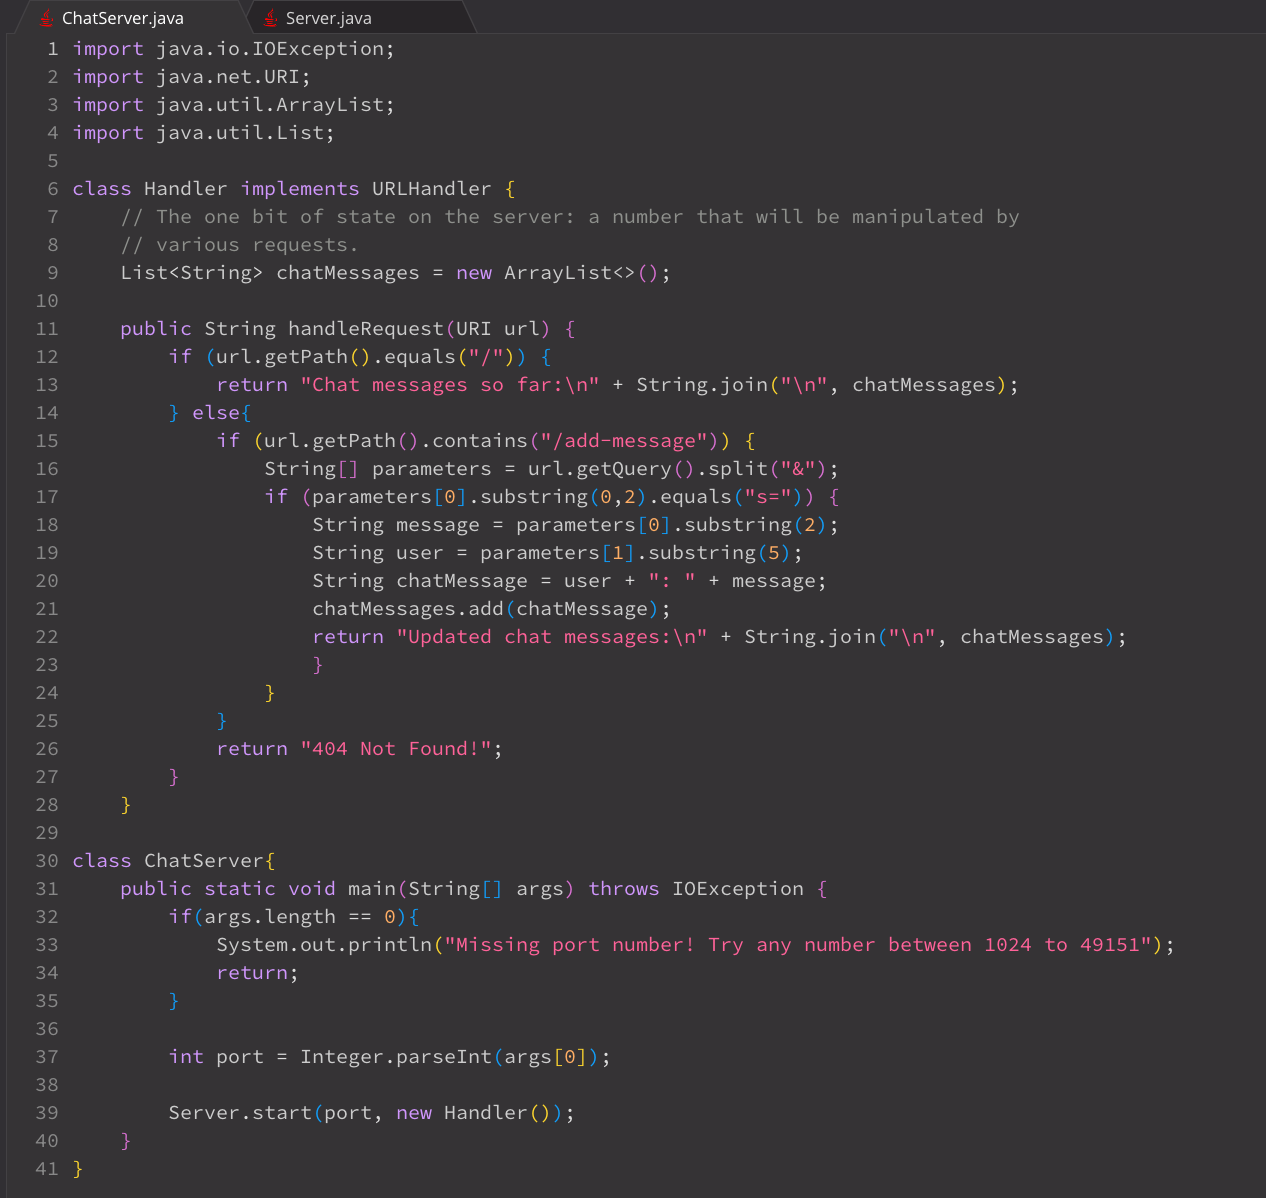 ChatServer.java Server.java
1 import java.io.IOException;
2 import java.net.URI;
3 import java.util.ArrayList;
4 import java.util.List;
5
6 class Handler implements URLHandler {
7     // The one bit of state on the server: a number that will be manipulated by
8     // various requests.
9     List<String> chatMessages = new ArrayList<>();
10
11     public String handleRequest(URI url) {
12         if (url.getPath().equals("/")) {
13             return "Chat messages so far:\n" + String.join("\n", chatMessages);
14         } else{
15             if (url.getPath().contains("/add-message")) {
16                 String[] parameters = url.getQuery().split("&");
17                 if (parameters[0].substring(0,2).equals("s=")) {
18                     String message = parameters[0].substring(2);
19                     String user = parameters[1].substring(5);
20                     String chatMessage = user + ": " + message;
21                     chatMessages.add(chatMessage);
22                     return "Updated chat messages:\n" + String.join("\n", chatMessages);
23                     }
24                 }
25             }
26             return "404 Not Found!";
27         }
28     }
29
30 class ChatServer{
31     public static void main(String[] args) throws IOException {
32         if(args.length == 0){
33             System.out.println("Missing port number! Try any number between 1024 to 49151");
34             return;
35         }
36
37         int port = Integer.parseInt(args[0]);
38
39         Server.start(port, new Handler());
40     }
41 }